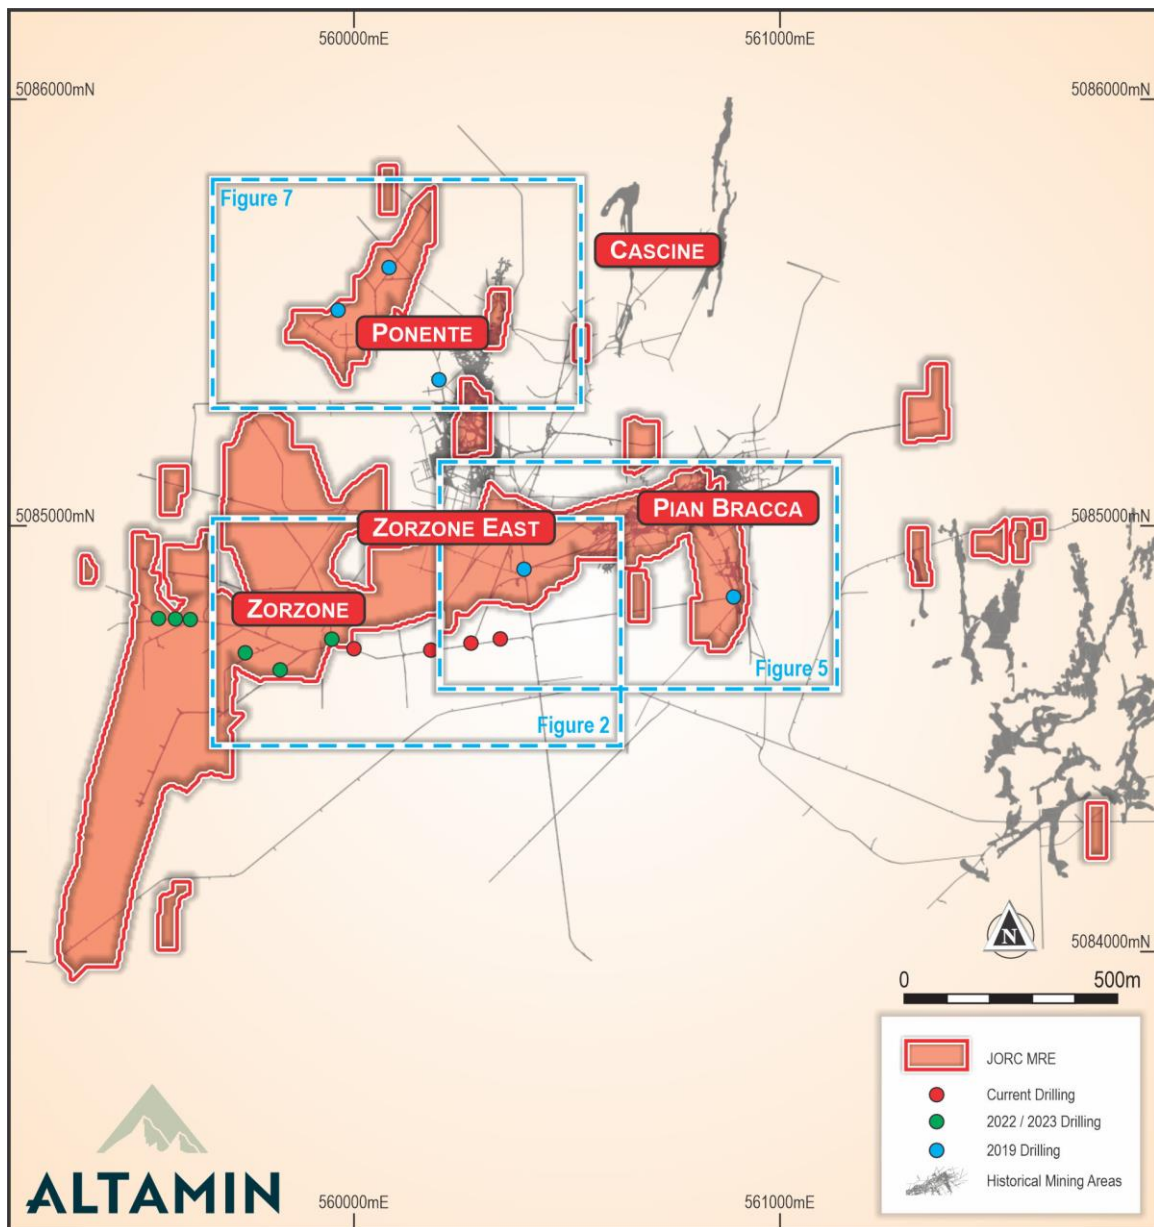 560000mE
561000mE
5086000mN
5086000mN
Figure 7
CASCINE
PONENTE
PIAN BRACCA
5085000mN
ZORZONE EAST
5085000mN
ZORZONE
Figure 5
Figure 2
N
5084000mN
0
500m
JORC MRE
Current Drilling
2022 / 2023 Drilling
2019 Drilling
Historical Mining Areas
ALTAMIN
560000mE
561000mE